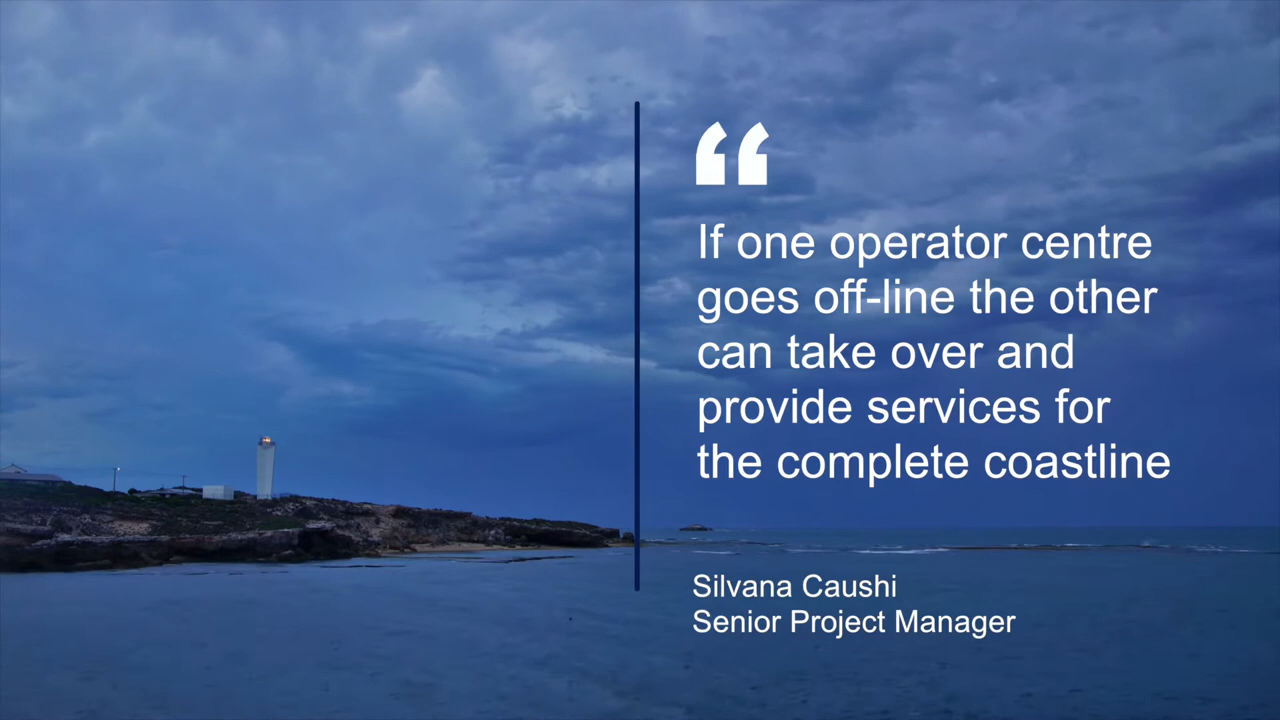 “
If one operator centre
goes off-line the other
can take over and
provide services for
the complete coastline
Silvana Caushi
Senior Project Manager